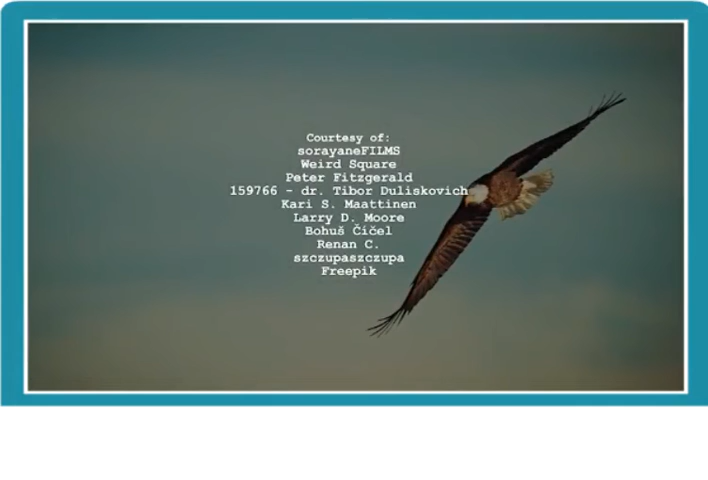 Courtesy of:
sorayaneFILMS
Weird Square
Peter Fitzgerald
159766 - dr. Tibor Duliskovich
Kari S. Maattinen
Larry D. Moore
Bohuš Čičel
Renan C.
szczupaszczupa
Freepik